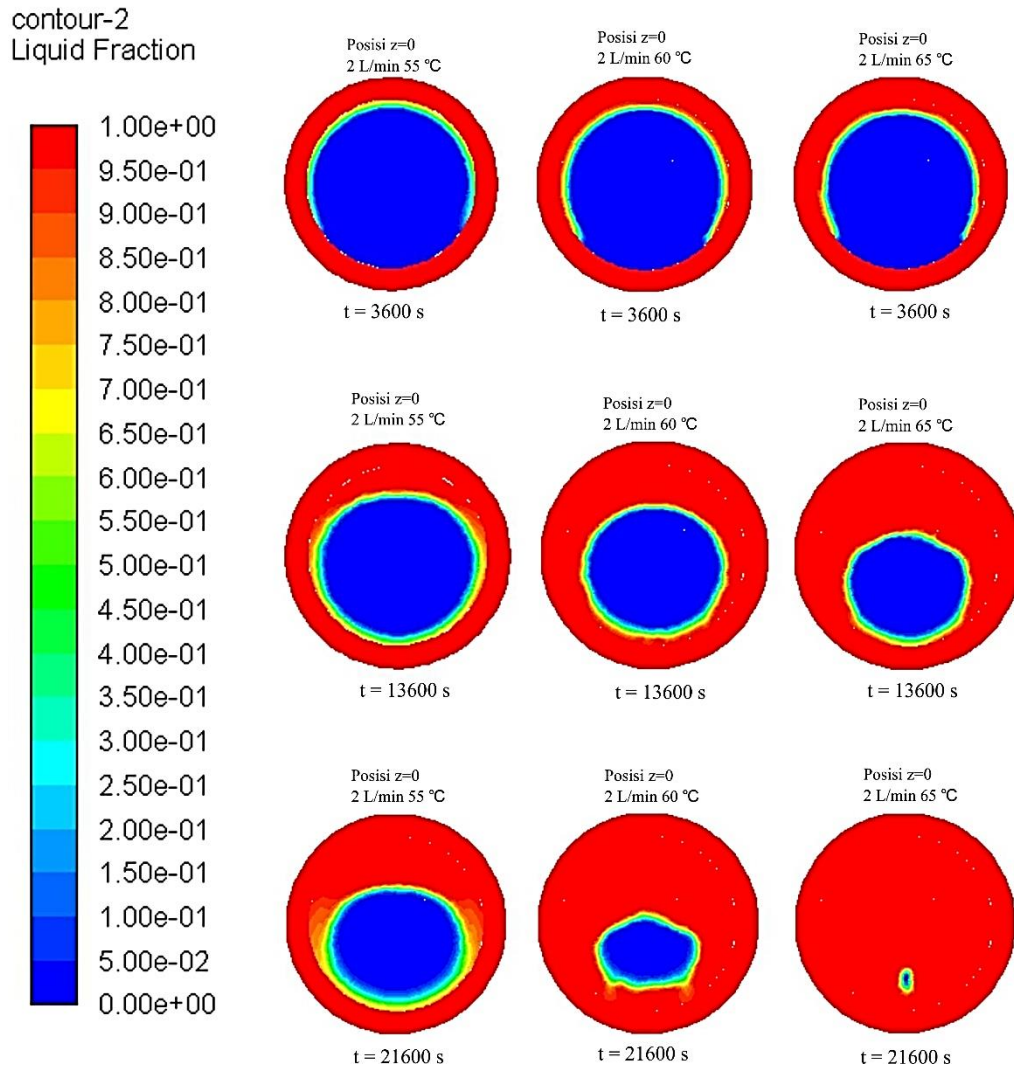 contour-2
Liquid Fraction
1.00e+00
9.50e-01
9.00e-01
8.50e-01
8.00e-01
7.50e-01
7.00e-01
6.50e-01
6.00e-01
5.50e-01
5.00e-01
4.50e-01
4.00e-01
3.50e-01
3.00e-01
2.50e-01
2.00e-01
1.50e-01
1.00e-01
5.00e-02
0.00e+00
Posisi z=0
2 L/min 55 ℃
Posisi z=0
2 L/min 60 ℃
Posisi z=0
2 L/min 65 ℃
t = 3600 s
t = 3600 s
t = 3600 s
Posisi z=0
2 L/min 55 ℃
Posisi z=0
2 L/min 60 ℃
Posisi z=0
2 L/min 65 ℃
t = 13600 s
t = 13600 s
t = 13600 s
Posisi z=0
2 L/min 55 ℃
Posisi z=0
2 L/min 60 ℃
Posisi z=0
2 L/min 65 ℃
t = 21600 s
t = 21600 s
t = 21600 s